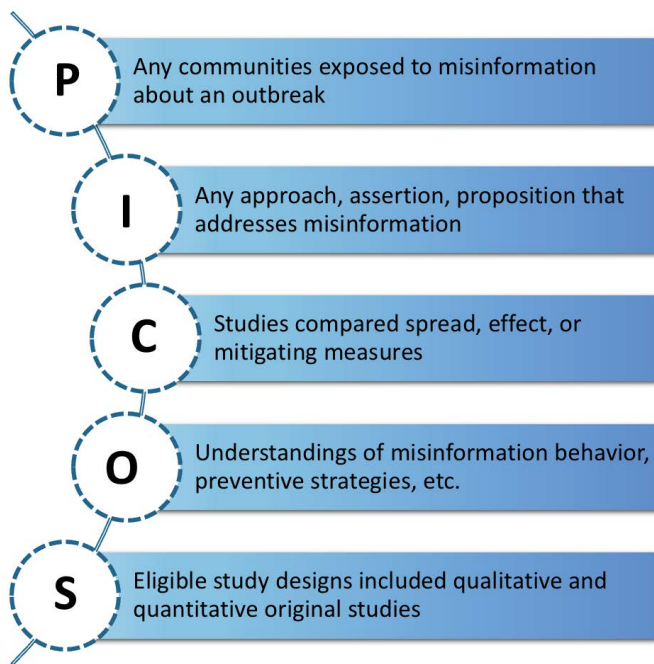 P
Any communities exposed to misinformation
about an outbreak
I
Any approach, assertion, proposition that
addresses misinformation
C
Studies compared spread, effect, or
mitigating measures
O
Understandings of misinformation behavior,
preventive strategies, etc.
S
Eligible study designs included qualitative and
quantitative original studies